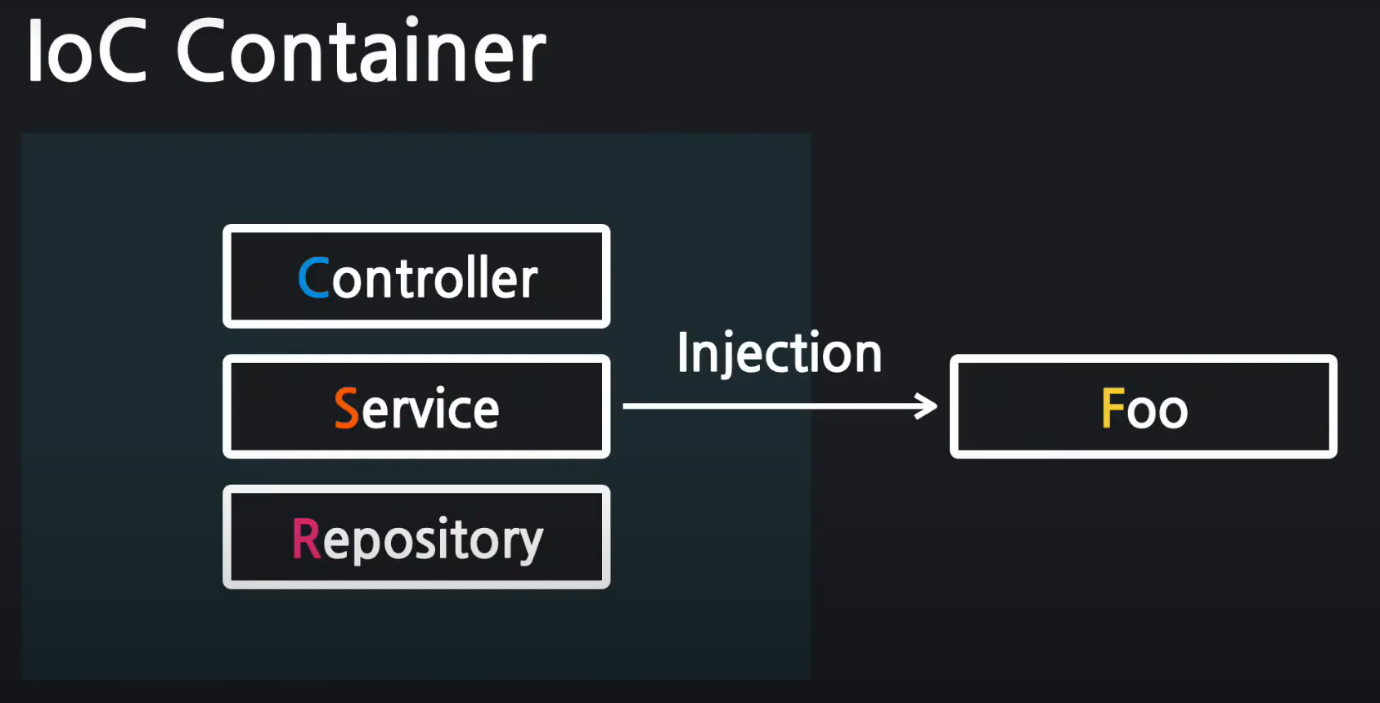 IoC Container
Controller
Injection
Service
Foo
Repository